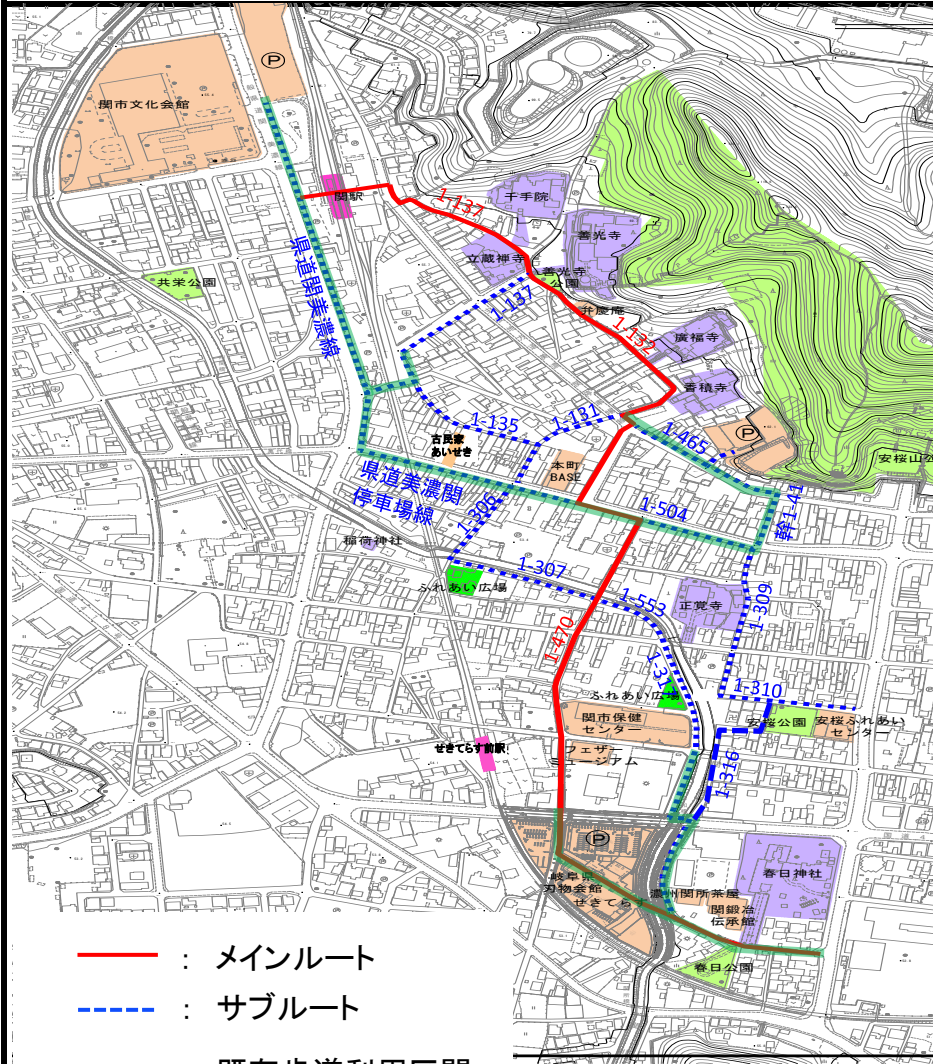 P
関市文化会館
関駅
1-137
千手院
善光寺
立蔵禅寺
善光寺
公園
県道関美濃線
共栄公園
1-137
弁慶庵
1-132
廣福寺
香積寺
1-135
1-131
1-465
P
古民家
あいせき
本町
BASE
安桜山公
県道美濃関
停車場線
1-306
1-504
幹1-41
稲荷神社
1-307
ふれあい広場
1-553
正覚寺
1-309
1-470
1-31
ふれあい広場
1-310
関市保健
センター
安桜公園
安桜ふれあい
センター
せきてらす前駅
フェザー
ミュージアム
1-316
P
岐阜県
刃物会館
せきてらす
春日神社
濃州関所茶屋
関鍛冶
伝承館
春日公園
: メインルート
: サブルート